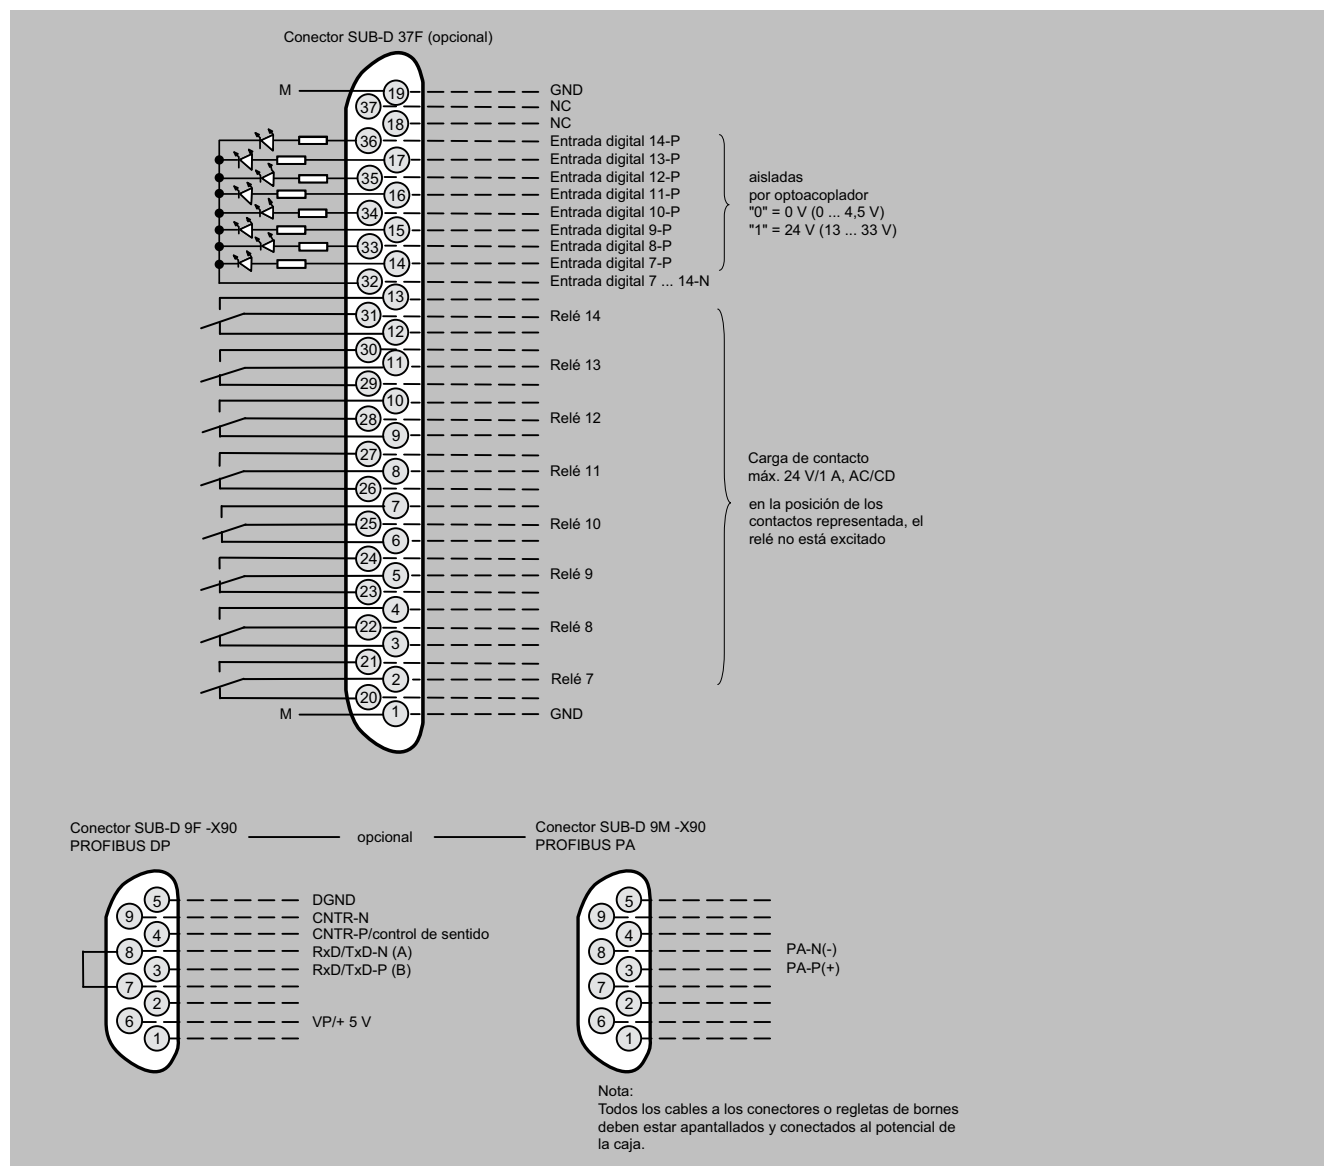 Conector SUB-D 37F (opcional)
M 19 GND
37 NC
18 NC
36 Entrada digital 14-P
17 Entrada digital 13-P
35 Entrada digital 12-P
16 Entrada digital 11-P
34 Entrada digital 10-P
15 Entrada digital 9-P
33 Entrada digital 8-P
14 Entrada digital 7-P
32 Entrada digital 7 ... 14-N
aisladas
por optoacoplador
"0" = 0 V (0 ... 4,5 V)
"1" = 24 V (13 ... 33 V)
13
31 Relé 14
12
30
11 Relé 13
29
10
28 Relé 12
9
27
8 Relé 11
26
7
25 Relé 10
6
24
5 Relé 9
23
4
22 Relé 8
3
21
2 Relé 7
20
M 1 GND
Carga de contacto
máx. 24 V/1 A, AC/CD
en la posición de los
contactos representada, el
relé no está excitado
Conector SUB-D 9F -X90
PROFIBUS DP
opcional
Conector SUB-D 9M -X90
PROFIBUS PA
5 DGND
9 CNTR-N
4 CNTR-P/control de sentido
8 RxD/TxD-N (A)
3 RxD/TxD-P (B)
7
2
6 VP/+ 5 V
1
5
9
4
8 PA-N(-)
3 PA-P(+)
7
2
6
1
Nota:
Todos los cables a los conectores o regletas de bornes
deben estar apantallados y conectados al potencial de
la caja.